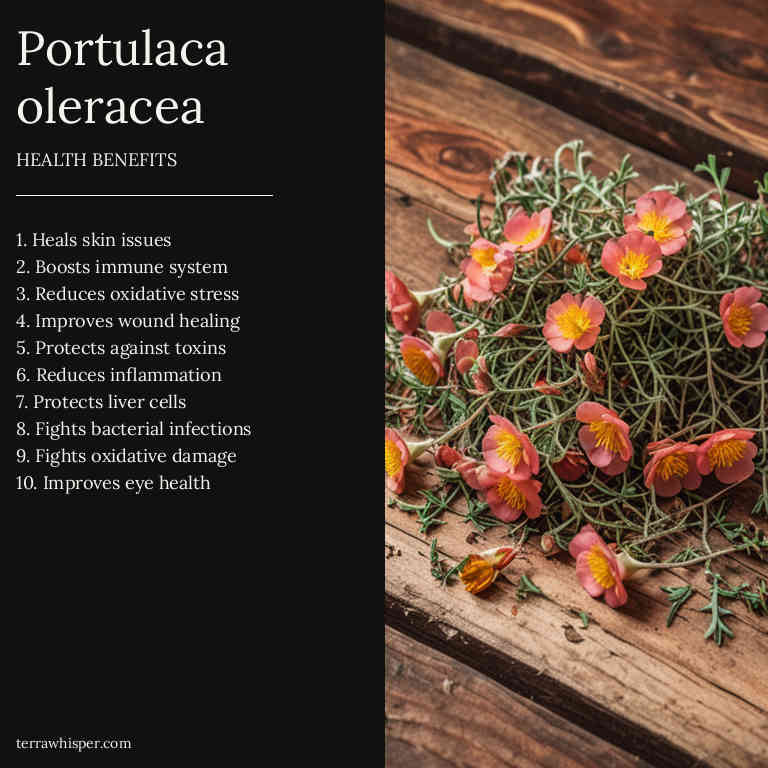 Portulaca
oleracea
HEALTH BENEFITS
1. Heals skin issues
2. Boosts immune system
3. Reduces oxidative stress
4. Improves wound healing
5. Protects against toxins
6. Reduces inflammation
7. Protects liver cells
8. Fights bacterial infections
9. Fights oxidative damage
10. Improves eye health
terrawhisper.com